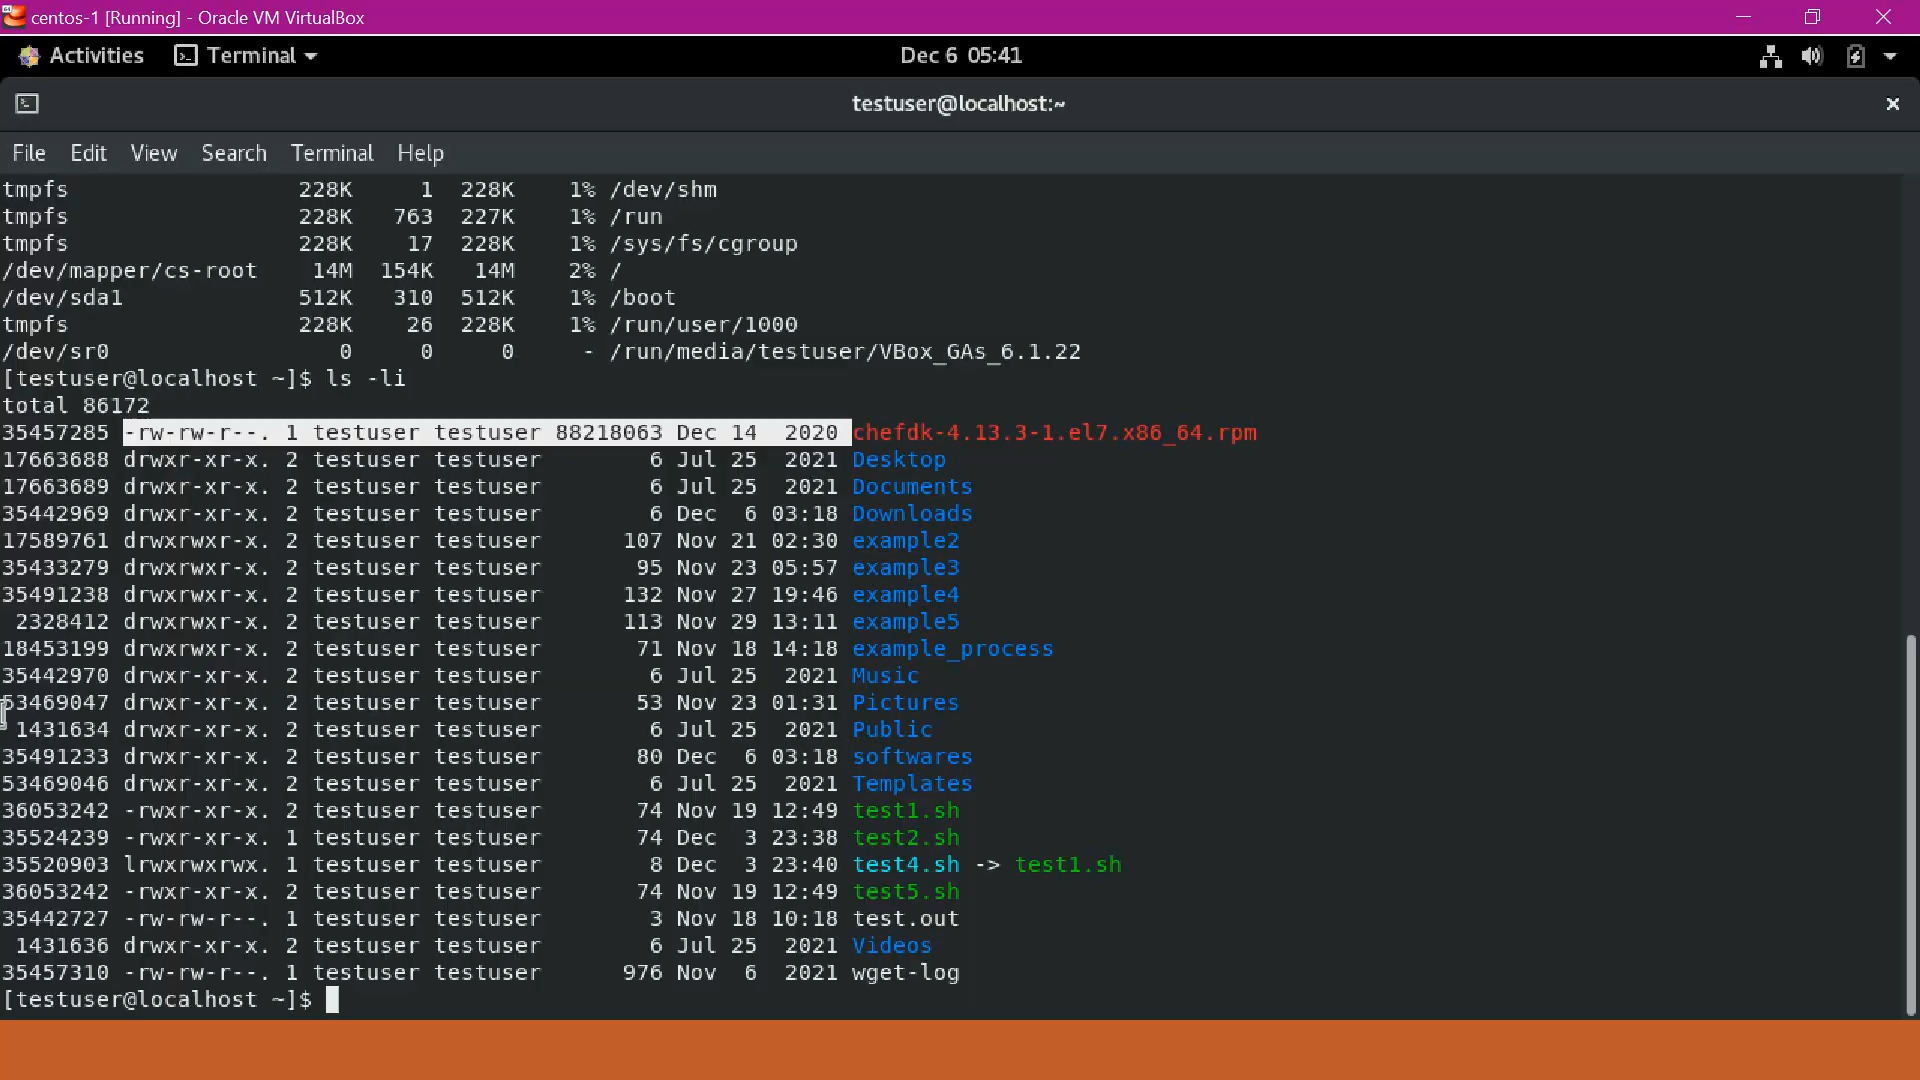 centos-1 [Running] - Oracle VM VirtualBox
Activities Terminal Dec 6 05:41
testuser@localhost:~
File Edit View Search Terminal Help
tmpfs 228K 1 228K 1% /dev/shm
tmpfs 228K 763 227K 1% /run
tmpfs 228K 17 228K 1% /sys/fs/cgroup
/dev/mapper/cs-root 14M 154K 14M 2% /
/dev/sda1 512K 310 512K 1% /boot
tmpfs 228K 26 228K 1% /run/user/1000
/dev/sr0 0 0 0 - /run/media/testuser/VBox_GAs_6.1.22
[testuser@localhost ~]$ ls -li
total 86172
35457285 -rw-rw-r--. 1 testuser testuser 88218063 Dec 14 2020 chefdk-4.13.3-1.el7.x86_64.rpm
17663688 drwxr-xr-x. 2 testuser testuser 6 Jul 25 2021 Desktop
17663689 drwxr-xr-x. 2 testuser testuser 6 Jul 25 2021 Documents
35442969 drwxr-xr-x. 2 testuser testuser 6 Dec 6 03:18 Downloads
17589761 drwxrwxr-x. 2 testuser testuser 107 Nov 21 02:30 example2
35433279 drwxrwxr-x. 2 testuser testuser 95 Nov 23 05:57 example3
35491238 drwxrwxr-x. 2 testuser testuser 132 Nov 27 19:46 example4
2328412 drwxrwxr-x. 2 testuser testuser 113 Nov 29 13:11 example5
18453199 drwxrwxr-x. 2 testuser testuser 71 Nov 18 14:18 example_process
35442970 drwxr-xr-x. 2 testuser testuser 6 Jul 25 2021 Music
53469047 drwxr-xr-x. 2 testuser testuser 53 Nov 23 01:31 Pictures
1431634 drwxr-xr-x. 2 testuser testuser 6 Jul 25 2021 Public
35491233 drwxr-xr-x. 2 testuser testuser 80 Dec 6 03:18 softwares
53469046 drwxr-xr-x. 2 testuser testuser 6 Jul 25 2021 Templates
36053242 -rwxr-xr-x. 2 testuser testuser 74 Nov 19 12:49 test1.sh
35524239 -rwxr-xr-x. 1 testuser testuser 74 Dec 3 23:38 test2.sh
35520903 lrwxrwxrwx. 1 testuser testuser 8 Dec 3 23:40 test4.sh -> test1.sh
36053242 -rwxr-xr-x. 2 testuser testuser 74 Nov 19 12:49 test5.sh
35442727 -rw-rw-r--. 1 testuser testuser 3 Nov 18 10:18 test.out
1431636 drwxr-xr-x. 2 testuser testuser 6 Jul 25 2021 Videos
35457310 -rw-rw-r--. 1 testuser testuser 976 Nov 6 2021 wget-log
[testuser@localhost ~]$